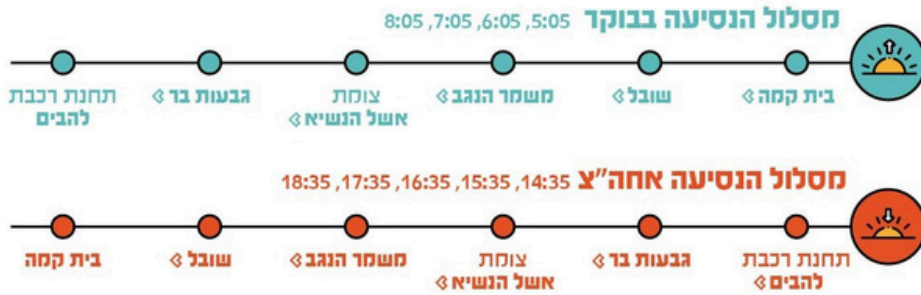 מסלול הנסיעה בבוקר 5:05, 6:05, 7:05, 8:05
בית קמה >
שובל >
משמר הנגב >
צומת
אשל הנשיא >
גבעות בר >
תחנת רכבת
להבים
מסלול הנסיעה אחה"צ 14:35, 15:35, 16:35, 17:35, 18:35
תחנת רכבת
להבים >
גבעות בר >
צומת
אשל הנשיא >
משמר הנגב >
שובל >
בית קמה